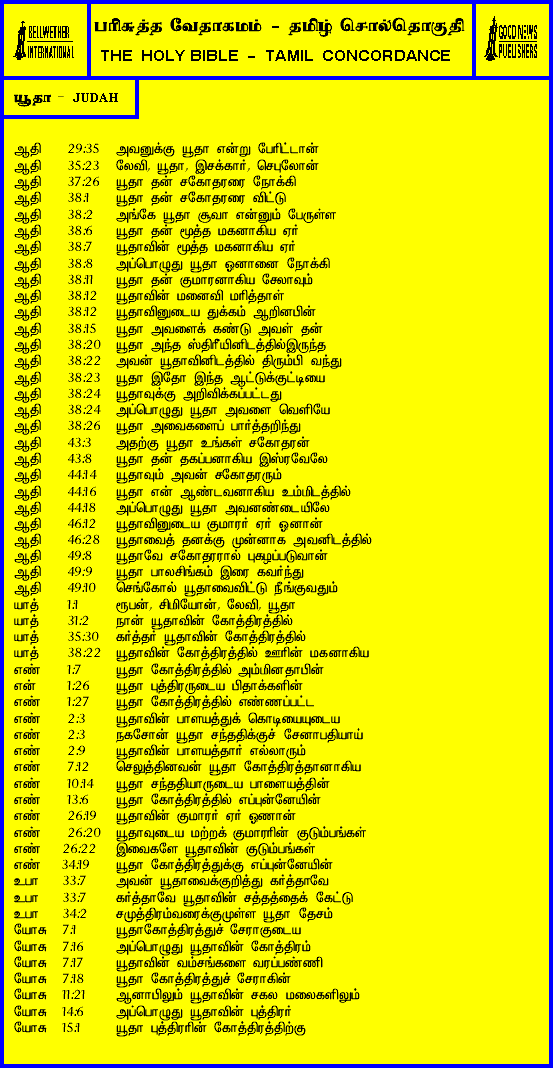 BELLWETHER
INTERNATIONAL
பரிசுத்த வேதாகமம் - தமிழ் சொல்தொகுதி
THE HOLY BIBLE - TAMIL CONCORDANCE
GOOD NEWS
PUBLISHERS
யூதா - JUDAH
ஆதி 29:35 அவனுக்கு யூதா என்று பேரிட்டான்
ஆதி 35:23 லேவி, யூதா, இசக்கார், செபுலோன்
ஆதி 37:26 யூதா தன் சகோதரரை நோக்கி
ஆதி 38:1 யூதா தன் சகோதரரை விட்டு
ஆதி 38:2 அங்கே யூதா சூவா என்னும் பேருள்ள
ஆதி 38:6 யூதா தன் மூத்த மகனாகிய ஏர்
ஆதி 38:7 யூதாவின் மூத்த மகனாகிய ஏர்
ஆதி 38:8 அப்பொழுது யூதா ஓனானை நோக்கி
ஆதி 38:11 யூதா தன் குமாரனாகிய சேலாவும்
ஆதி 38:12 யூதாவின் மனைவி மரித்தாள்
ஆதி 38:12 யூதாவினுடைய துக்கம் ஆறினபின்
ஆதி 38:15 யூதா அவளைக் கண்டு அவள் தன்
ஆதி 38:20 யூதா அந்த ஸ்திரீயினிடத்தில்இருந்த
ஆதி 38:22 அவன் யூதாவினிடத்தில் திரும்பி வந்து
ஆதி 38:23 யூதா இதோ இந்த ஆட்டுக்குட்டியை
ஆதி 38:24 யூதாவுக்கு அறிவிக்கப்பட்டது
ஆதி 38:24 அப்பொழுது யூதா அவளை வெளியே
ஆதி 38:26 யூதா அவைகளைப் பார்த்தறிந்து
ஆதி 43:3 அதற்கு யூதா உங்கள் சகோதரன்
ஆதி 43:8 யூதா தன் தகப்பனாகிய இஸ்ரவேலே
ஆதி 44:14 யூதாவும் அவன் சகோதரரும்
ஆதி 44:16 யூதா என் ஆண்டவனாகிய உம்மிடத்தில்
ஆதி 44:18 அப்பொழுது யூதா அவனண்டையிலே
ஆதி 46:12 யூதாவினுடைய குமாரர் ஏர் ஓனான்
ஆதி 46:28 யூதாவைத் தனக்கு முன்னாக அவனிடத்தில்
ஆதி 49:8 யூதாவே சகோதரரால் புகழப்படுவான்
ஆதி 49:9 யூதா பாலசிங்கம் இரை கவர்ந்து
ஆதி 49:10 செங்கோல் யூதாவைவிட்டு நீங்குவதும்
யாத் 1:1 ரூபன், சிமியோன், லேவி, யூதா
யாத் 31:2 நான் யூதாவின் கோத்திரத்தில்
யாத் 35:30 கர்த்தர் யூதாவின் கோத்திரத்தில்
யாத் 38:22 யூதாவின் கோத்திரத்தில் ஊரின் மகனாகிய
எண் 1:7 யூதா கோத்திரத்தில் அம்மினதாபின்
என் 1:26 யூதா புத்திரருடைய பிதாக்களின்
எண் 1:27 யூதா கோத்திரத்தில் எண்ணப்பட்ட
எண் 2:3 யூதாவின் பாளயத்துக் கொடியையுடைய
எண் 2:3 நகசோன் யூதா சந்ததிக்குச் சேனாபதியாய்
எண் 2:9 யூதாவின் பாளயத்தார் எல்லாரும்
எண் 7:12 செலுத்தினவன் யூதா கோத்திரத்தானாகிய
எண் 10:14 யூதா சந்ததியாருடைய பாளையத்தின்
எண் 13:6 யூதா கோத்திரத்தில் எப்புன்னேயின்
எண் 26:19 யூதாவின் குமாரர் ஏர் ஓணான்
எண் 26:20 யூதாவுடைய மற்றக் குமாரரின் குடும்பங்கள்
எண் 26:22 இவைகளே யூதாவின் குடும்பங்கள்
எண் 34:19 யூதா கோத்திரத்துக்கு எப்புன்னேயின்
உபா 33:7 அவன் யூதாவைக்குறித்து கர்த்தாவே
உபா 33:7 கர்த்தாவே யூதாவின் சத்தத்தைக் கேட்டு
உபா 34:2 சமுத்திரம்வரைக்குமுள்ள யூதா தேசம்
யோசு 7:1 யூதாகோத்திரத்துச் சேராகுடைய
யோசு 7:16 அப்பொழுது யூதாவின் கோத்திரம்
யோசு 7:17 யூதாவின் வம்சங்களை வரப்பண்ணி
யோசு 7:18 யூதா கோத்திரத்துச் சேராகின்
யோசு 11:21 ஆனாபிலும் யூதாவின் சகல மலைகளிலும்
யோசு 14:6 அப்பொழுது யூதாவின் புத்திரர்
யோசு 15:1 யூதா புத்திரரின் கோத்திரத்திற்கு